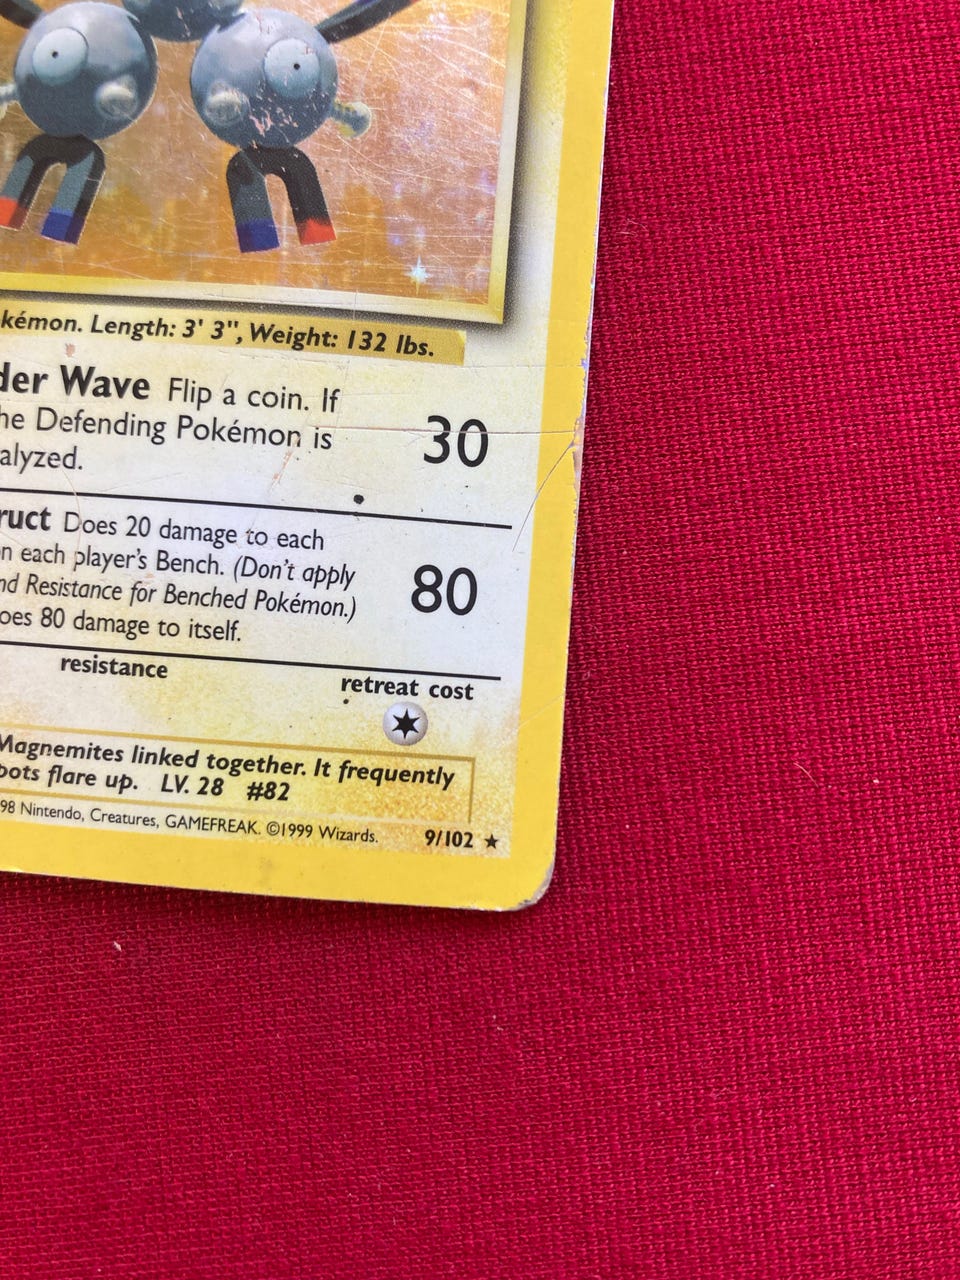 kémon. Length: 3' 3", Weight: 132 lbs.
der Wave Flip a coin. If
he Defending Pokémon is
alyzed.
30
ruct Does 20 damage to each
n each player's Bench. (Don't apply
nd Resistance for Benched Pokémon.)
oes 80 damage to itself.
80
resistance
retreat cost
Magnemites linked together. It frequently
pots flare up. LV. 28 #82
98 Nintendo, Creatures, GAMEFREAK. ©1999 Wizards.
9/102 ★